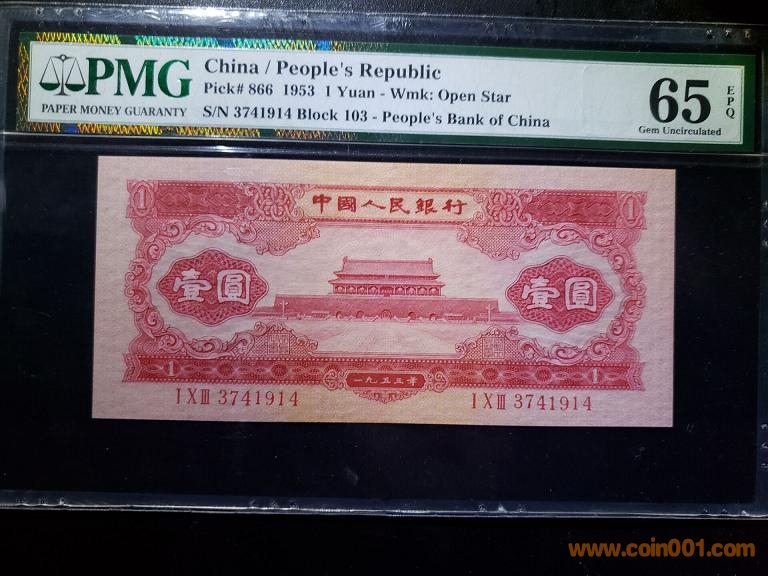 PMG
PAPER MONEY GUARANTY
China / People's Republic
Pick# 866 1953 1 Yuan - Wmk: Open Star
S/N 3741914 Block 103 - People's Bank of China
65
EPQ
Gem Uncirculated
1
中國人民銀行
1
壹圓
壹圓
1
一九五三年
1
I X III 3741914
I X III 3741914
www.coin001.com